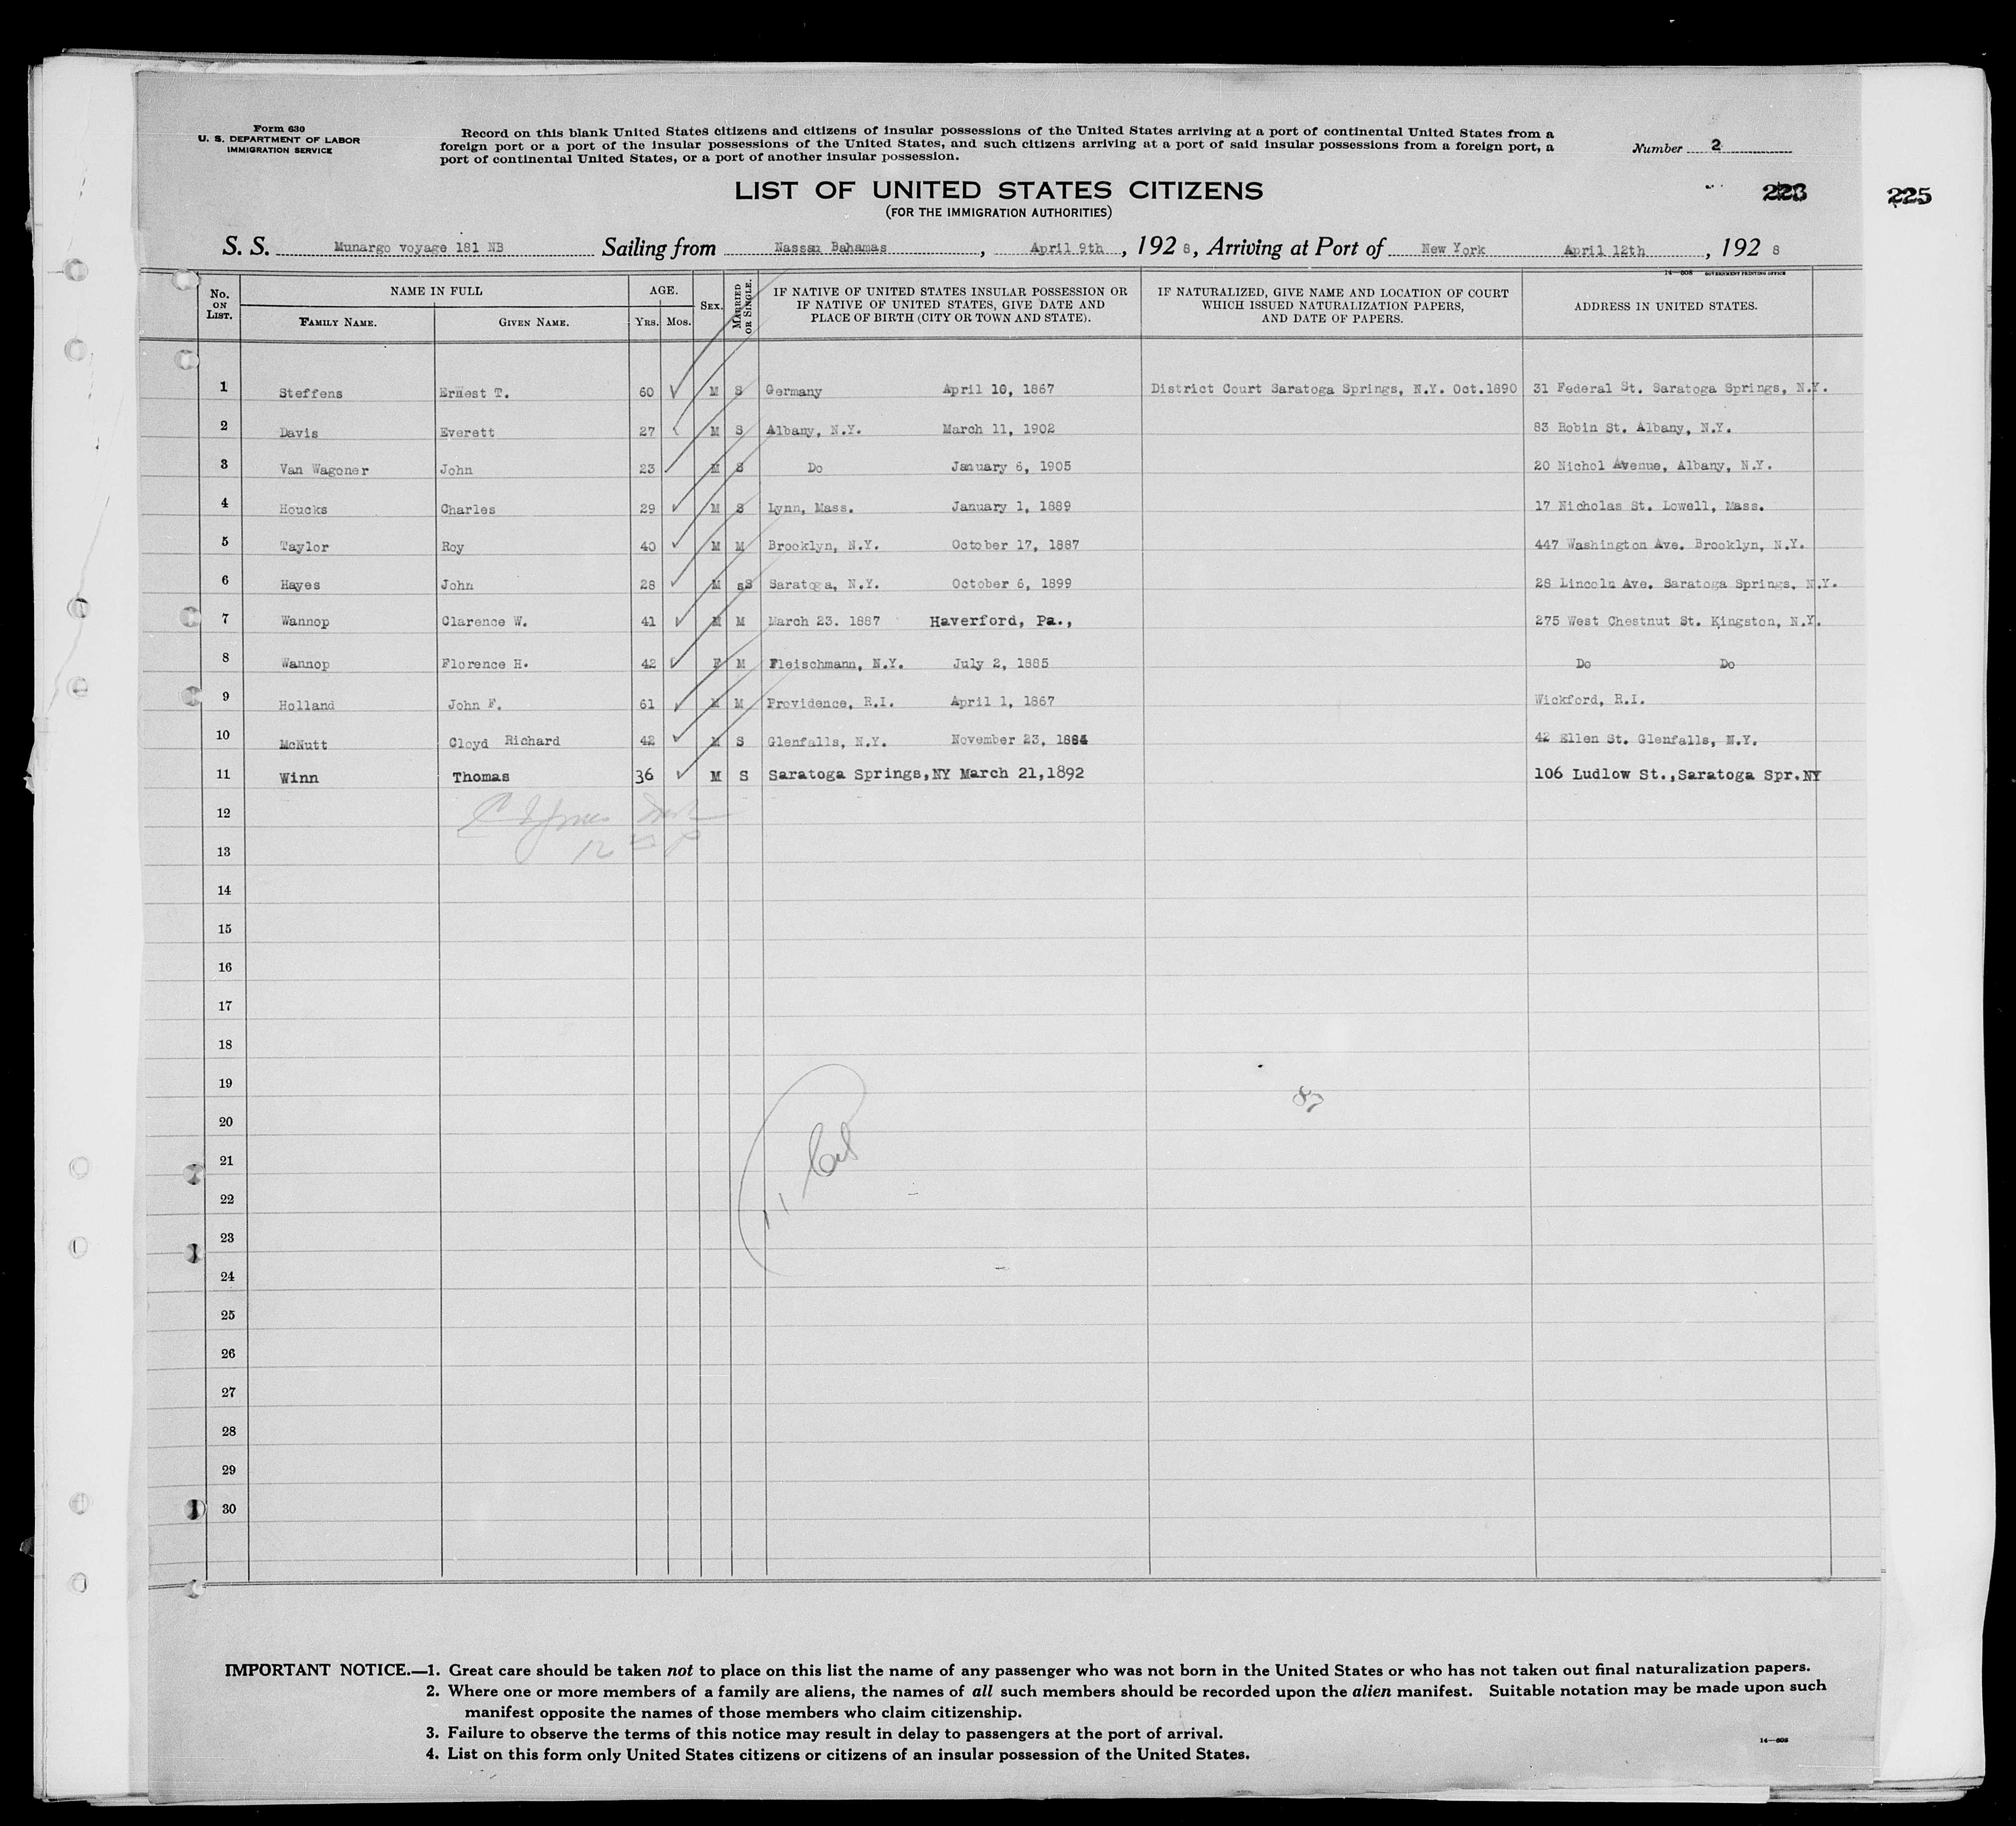 Form 630
U. S. DEPARTMENT OF LABOR
IMMIGRATION SERVICE
Record on this blank United States citizens and citizens of insular possessions of the United States arriving at a port of continental United States from a
foreign port or a port of the insular possessions of the United States, and such citizens arriving at a port of said insular possessions from a foreign port, a
port of continental United States, or a port of another insular possession.
Number 2
LIST OF UNITED STATES CITIZENS
(FOR THE IMMIGRATION AUTHORITIES)
225
S. S. Munargo voyage 181 NB Sailing from Nassau Bahamas, April 9th, 1928, Arriving at Port of New York April 12th, 1928
14—608 GOVERNMENT PRINTING OFFICE
No. ON LIST. NAME IN FULL FAMILY NAME. GIVEN NAME. AGE. YRS. MOS. SEX. MARRIED OR SINGLE. IF NATIVE OF UNITED STATES INSULAR POSSESSION OR IF NATIVE OF UNITED STATES, GIVE DATE AND PLACE OF BIRTH (CITY OR TOWN AND STATE). IF NATURALIZED, GIVE NAME AND LOCATION OF COURT WHICH ISSUED NATURALIZATION PAPERS, AND DATE OF PAPERS. ADDRESS IN UNITED STATES.
1 Steffens Ernest T. 60 M S Germany April 10, 1867 District Court Saratoga Springs, N.Y. Oct.1890 31 Federal St. Saratoga Springs, N.Y.
2 Davis Everett 27 M S Albany, N.Y. March 11, 1902 83 Robin St. Albany, N.Y.
3 Van Wagoner John 23 M S Do January 6, 1905 20 Nichol Avenue, Albany, N.Y.
4 Houcks Charles 29 M S Lynn, Mass. January 1, 1889 17 Nicholas St. Lowell, Mass.
5 Taylor Roy 40 M M Brooklyn, N.Y. October 17, 1887 447 Washington Ave. Brooklyn, N.Y.
6 Hayes John 28 M sS Saratoga, N.Y. October 6, 1899 28 Lincoln Ave. Saratoga Springs, N.Y.
7 Wannop Clarence W. 41 M M March 23. 1887 Haverford, Pa., 275 West Chestnut St. Kingston, N.Y.
8 Wannop Florence H. 42 F M Fleischmann, N.Y. July 2, 1885 Do Do
9 Holland John F. 61 M M Providence, R.I. April 1, 1867 Wickford, R.I.
10 McNutt Cloyd Richard 42 M S Glenfalls, N.Y. November 23, 1884 42 Ellen St. Glenfalls, N.Y.
11 Winn Thomas 36 M S Saratoga Springs,NY March 21,1892 106 Ludlow St.,Saratoga Spr.NY
12
13
14
15
16
17
18
19
20
21
22
23
24
25
26
27
28
29
30
IMPORTANT NOTICE.—1. Great care should be taken not to place on this list the name of any passenger who was not born in the United States or who has not taken out final naturalization papers.
2. Where one or more members of a family are aliens, the names of all such members should be recorded upon the alien manifest. Suitable notation may be made upon such
manifest opposite the names of those members who claim citizenship.
3. Failure to observe the terms of this notice may result in delay to passengers at the port of arrival.
4. List on this form only United States citizens or citizens of an insular possession of the United States.
14—608